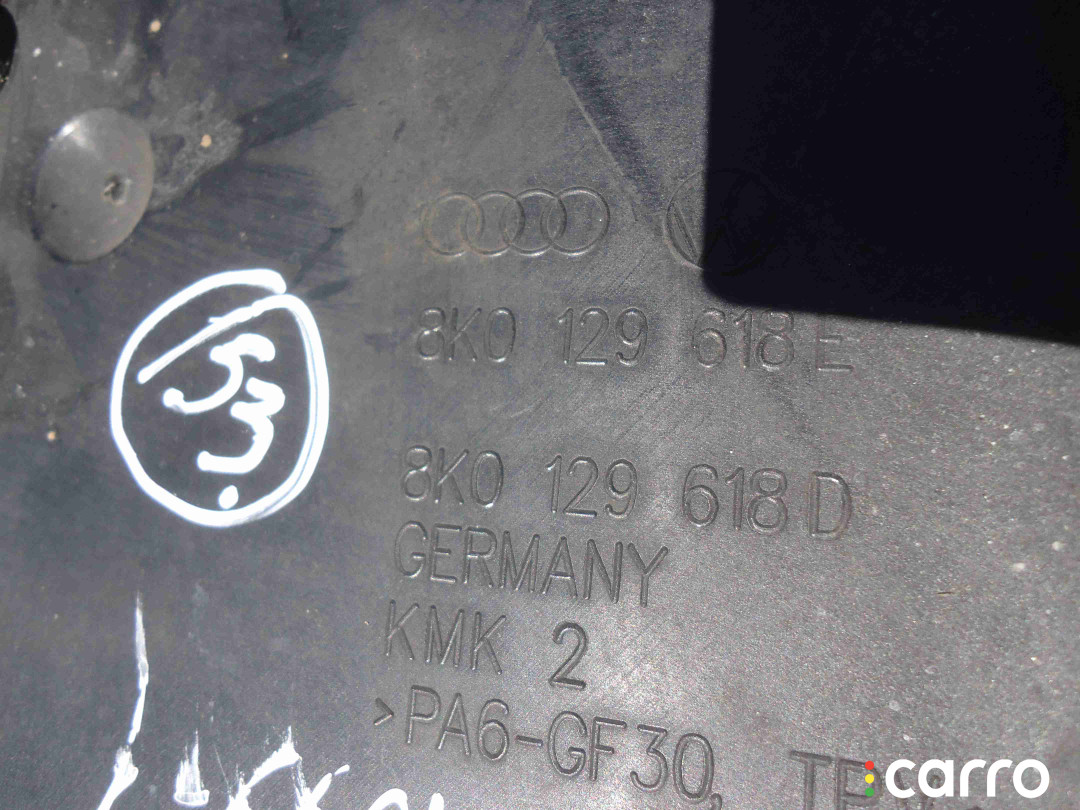 8K0 129 618 E
53.
8K0 129 618 D
GERMANY
KMK 2
>PA6-GF30,
carro